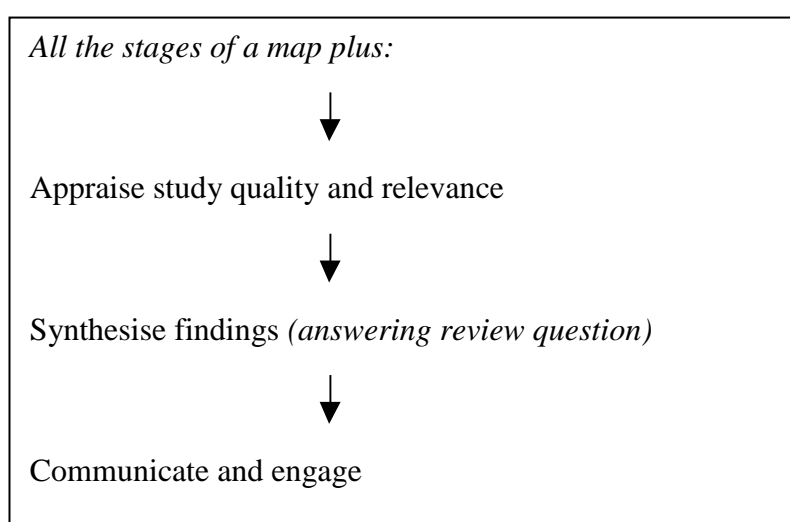 All the stages of a map plus:
Appraise study quality and relevance
Synthesise findings (answering review question)
Communicate and engage